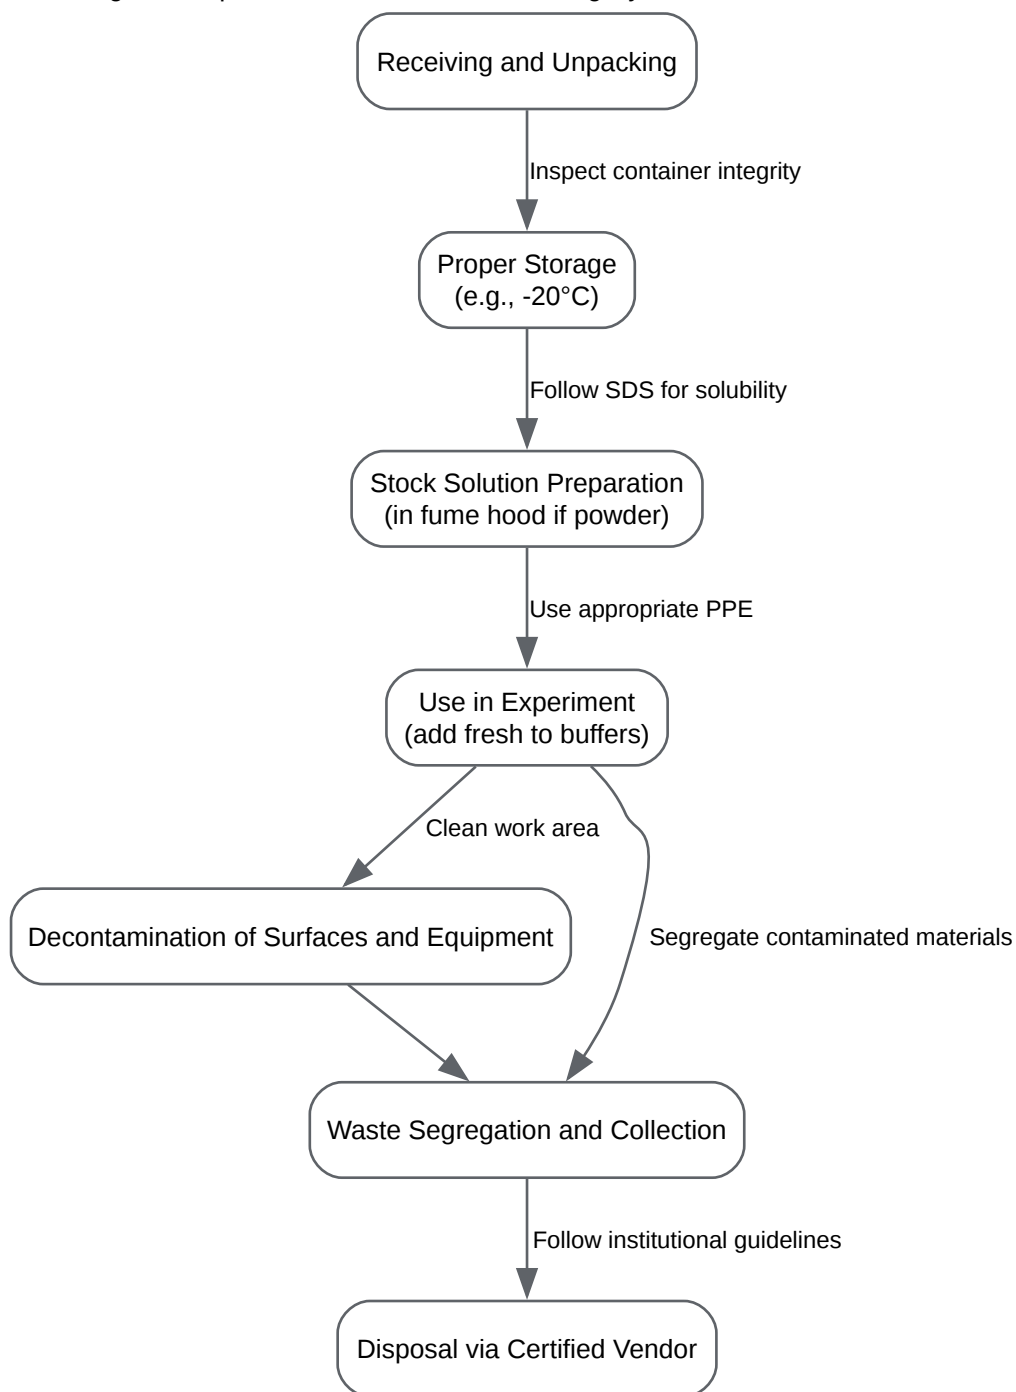 Receiving and Unpacking
Inspect container integrity
Proper Storage
(e.g., -20°C)
Follow SDS for solubility
Stock Solution Preparation
(in fume hood if powder)
Use appropriate PPE
Use in Experiment
(add fresh to buffers)
Clean work area
Decontamination of Surfaces and Equipment
Segregate contaminated materials
Waste Segregation and Collection
Follow institutional guidelines
Disposal via Certified Vendor